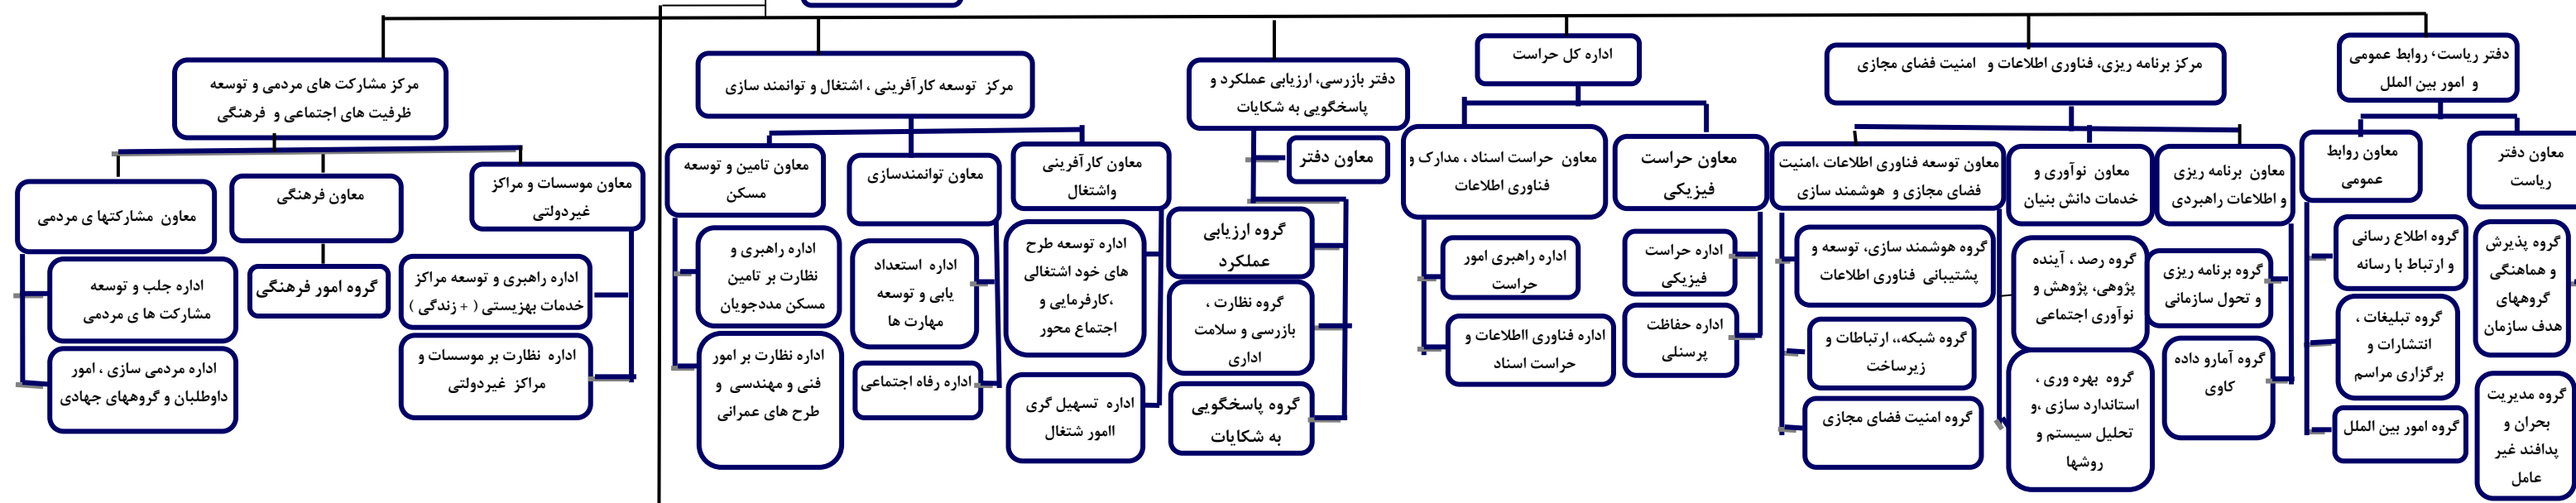 دفتر ریاست، روابط عمومی
و امور بین الملل
مرکز برنامه ریزی، فناوری اطلاعات و امنیت فضای مجازی
اداره کل حراست
دفتر بازرسی، ارزیابی عملکرد و
پاسخگویی به شکایات
مرکز توسعه کارآفرینی ، اشتغال و توانمند سازی
مرکز مشارکت های مردمی و توسعه
ظرفیت های اجتماعی و فرهنگی
معاون دفتر
ریاست
گروه پذیرش
و هماهنگی
گروههای
هدف سازمان
گروه مدیریت
بحران و
پدافند غیر
عامل
معاون روابط
عمومی
گروه اطلاع رسانی
و ارتباط با رسانه
گروه تبلیغات ،
انتشارات و
برگزاری مراسم
گروه امور بین الملل
معاون برنامه ریزی
و اطلاعات راهبردی
گروه برنامه ریزی
و تحول سازمانی
گروه آمارو داده
کاوی
معاون نوآوری و
خدمات دانش بنیان
گروه رصد ، آینده
پژوهی، پژوهش و
نوآوری اجتماعی
گروه بهره وری ،
استاندارد سازی ،و
تحلیل سیستم و
روشها
معاون توسعه فناوری اطلاعات ،امنیت
فضای مجازی و هوشمند سازی
گروه هوشمند سازی، توسعه و
پشتیبانی فناوری اطلاعات
گروه شبکه،، ارتباطات و
زیرساخت
گروه امنیت فضای مجازی
معاون حراست
فیزیکی
اداره حراست
فیزیکی
اداره حفاظت
پرسنلی
معاون حراست اسناد ، مدارک و
فناوری اطلاعات
اداره راهبری امور
حراست
اداره فناوری ااطلاعات و
حراست اسناد
معاون دفتر
گروه ارزیابی
عملکرد
گروه نظارت ،
بازرسی و سلامت
اداری
گروه پاسخگویی
به شکایات
معاون کارآفرینی
واشتغال
اداره توسعه طرح
های خود اشتغالی
،کارفرمایی و
اجتماع محور
اداره تسهیل گری
اامور شتغال
معاون توانمندسازی
اداره استعداد
یابی و توسعه
مهارت ها
اداره رفاه اجتماعی
معاون تامین و توسعه
مسکن
اداره راهبری و
نظارت بر تامین
مسکن مددجویان
اداره نظارت بر امور
فنی و مهندسی و
طرح های عمرانی
معاون موسسات و مراکز
غیردولتی
اداره راهبری و توسعه مراکز
خدمات بهزیستی ( + زندگی )
اداره نظارت بر موسسات و
مراکز غیردولتی
معاون فرهنگی
گروه امور فرهنگی
معاون مشارکتها ی مردمی
اداره جلب و توسعه
مشارکت ها ی مردمی
اداره مردمی سازی ، امور
داوطلبان و گروههای جهادی